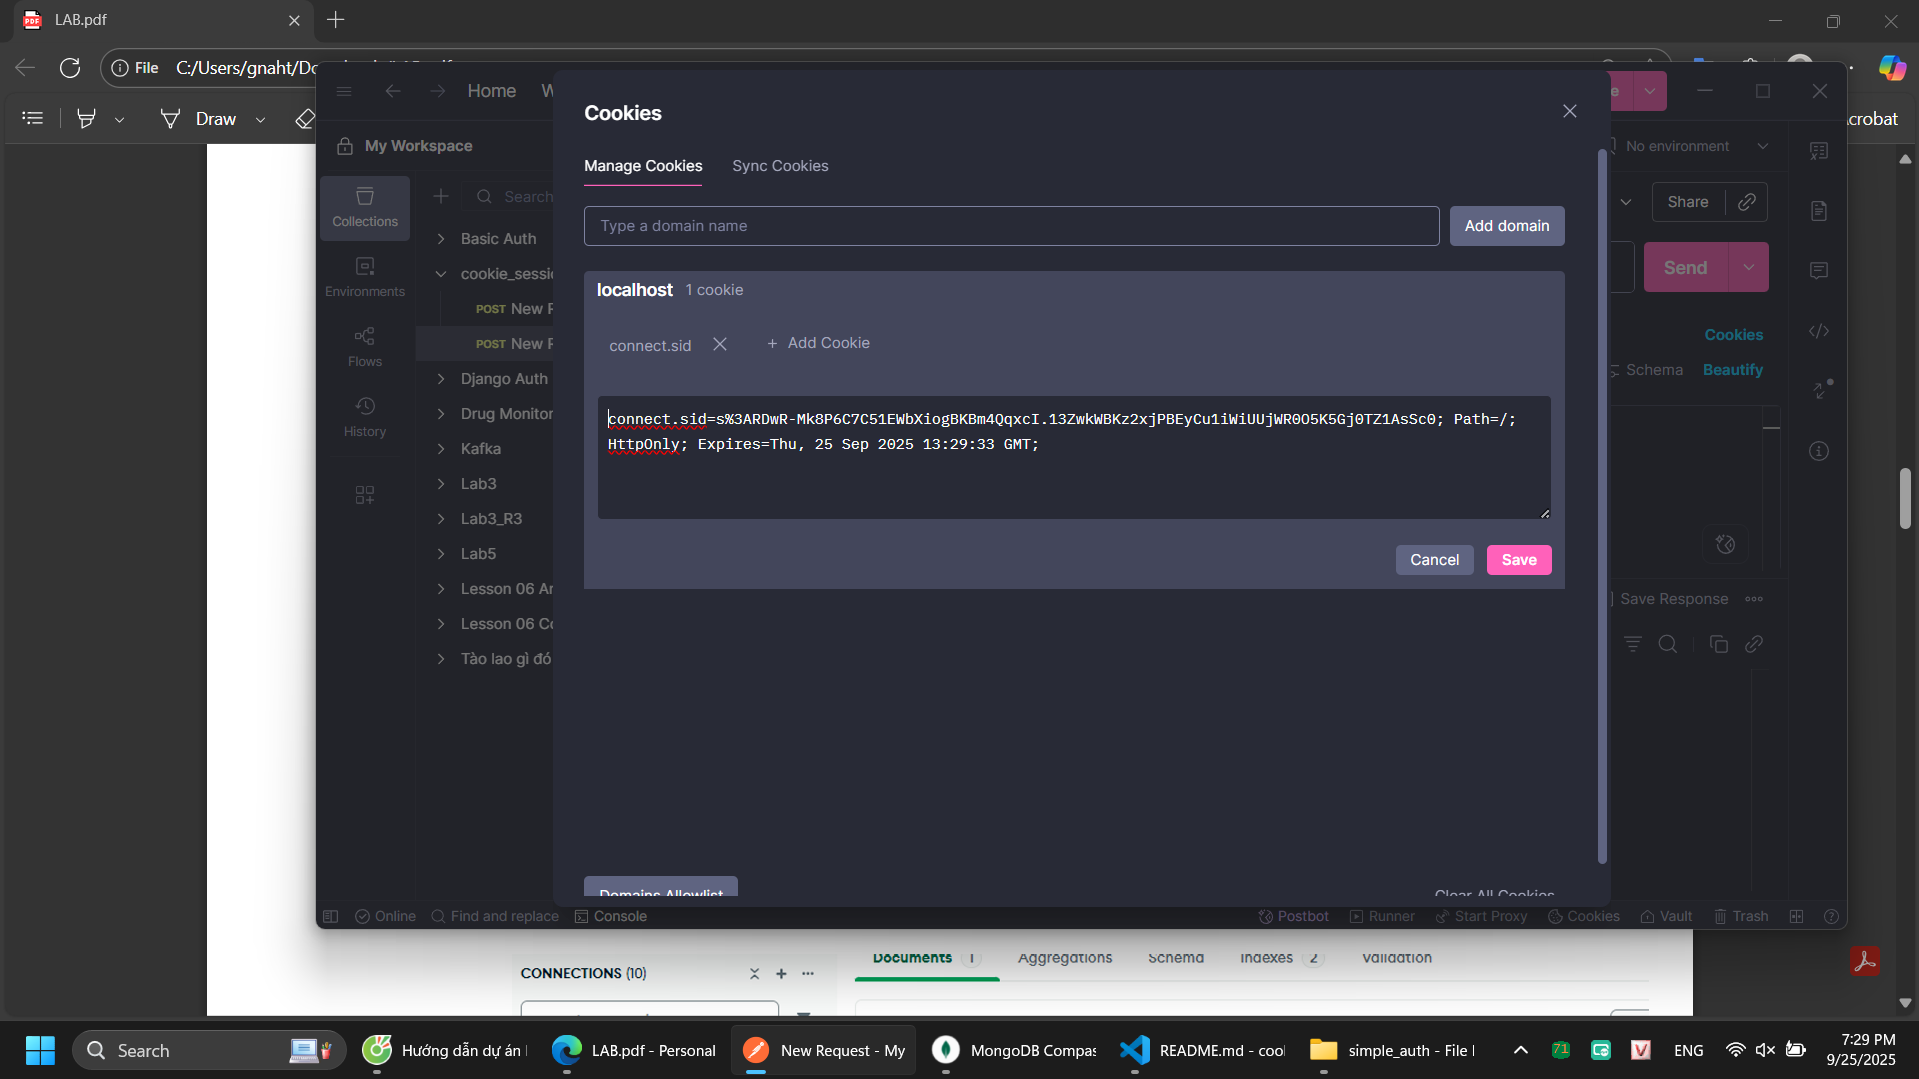 LAB.pdf
File C:/Users/gnaht/
Draw
Acrobat
Home
My Workspace
No environment
Collections
Environments
Flows
History
Search
Basic Auth
cookie_sessi
POST New R
POST New R
Django Auth
Drug Monitor
Kafka
Lab3
Lab3_R3
Lab5
Lesson 06 Ar
Lesson 06 Co
Tào lao gì đó
Cookies
Manage Cookies Sync Cookies
Type a domain name Add domain
localhost 1 cookie
connect.sid + Add Cookie
connect.sid=s%3ARDwR-Mk8P6C7C51EWbXiogBKBm4QqxcI.13ZwkWBKz2xjPBEyCu1iWiUUjWR0O5K5Gj0TZ1AsSc0; Path=/;
HttpOnly; Expires=Thu, 25 Sep 2025 13:29:33 GMT;
Cancel Save
Domains Allowlist Clear All Cookies
Share
Send
Cookies
Schema Beautify
Save Response
Online Find and replace Console Postbot Runner Start Proxy Cookies Vault Trash
CONNECTIONS (10) Documents 1 Aggregations Schema Indexes 2 Validation
Search Hướng dẫn dự án LAB.pdf - Personal New Request - My MongoDB Compas README.md - coo simple_auth - File 71 V ENG
7:29 PM
9/25/2025